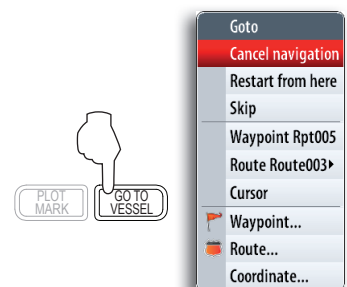 Goto
Cancel navigation
Restart from here
Skip
Waypoint Rpt005
Route Route003
Cursor
Waypoint...
Route...
Coordinate...
PLOT
MARK
GO TO
VESSEL